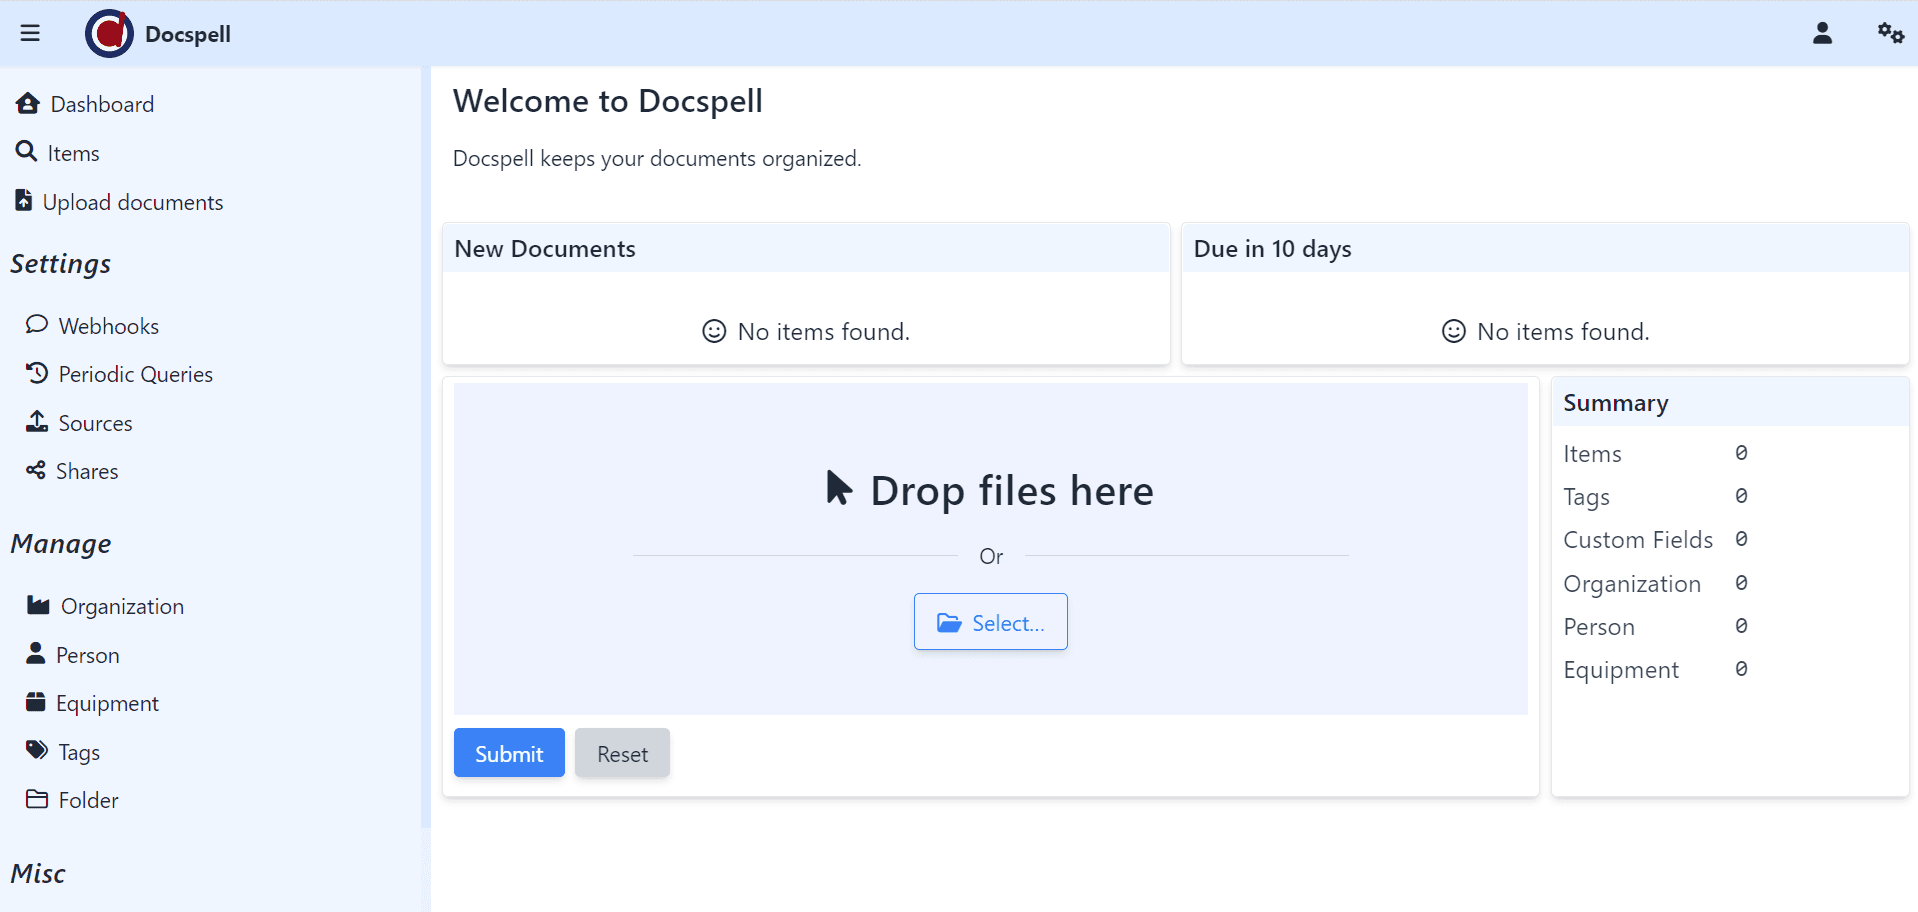 Docspell
Dashboard
Items
Upload documents
Settings
Webhooks
Periodic Queries
Sources
Shares
Manage
Organization
Person
Equipment
Tags
Folder
Misc
Welcome to Docspell
Docspell keeps your documents organized.
New Documents
No items found.
Due in 10 days
No items found.
Drop files here
Or
Select...
Submit
Reset
Summary
Items 0
Tags 0
Custom Fields 0
Organization 0
Person 0
Equipment 0